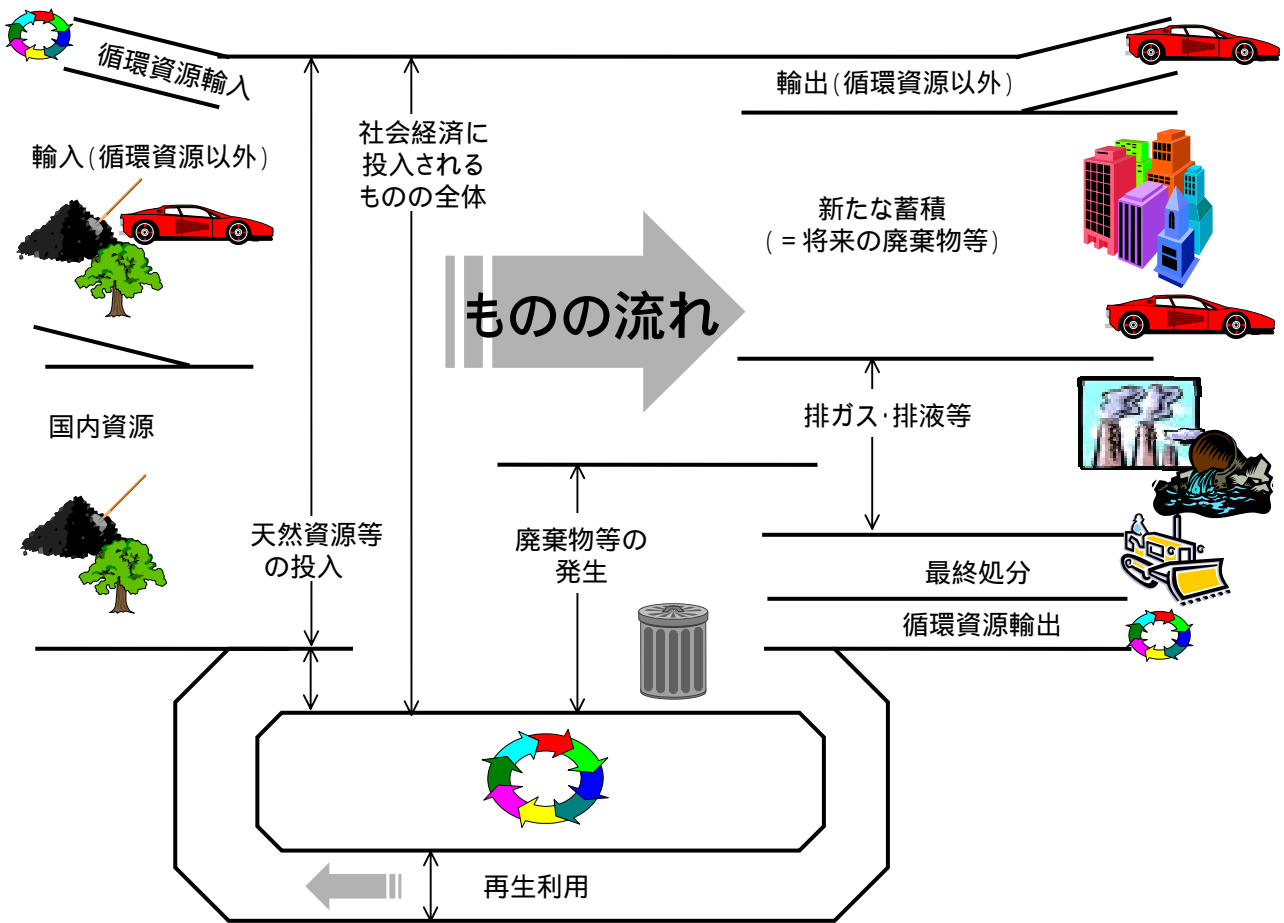 循環資源輸入
輸出(循環資源以外)
社会経済に
投入される
ものの全体
輸入(循環資源以外)
新たな蓄積
(=将来の廃棄物等)
ものの流れ
排ガス・排液等
国内資源
天然資源等
の投入
廃棄物等の
発生
最終処分
循環資源輸出
再生利用